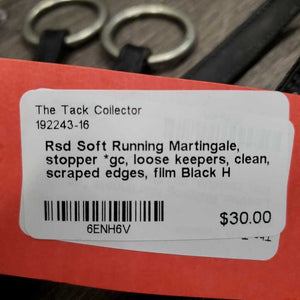 The Tack Collector
192243-16
Rsd Soft Running Martingale,
stopper *gc, loose keepers, clean,
scraped edges, film Black H
6ENH6V
$30.00